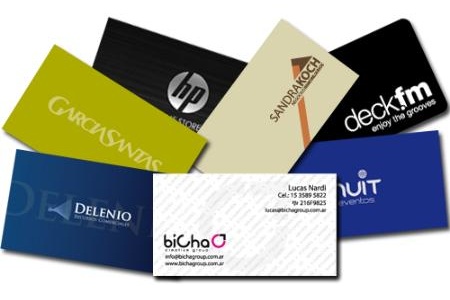 hp
STORE
SANDRAKOCH
deck.fm
enjoy the grooves
GARCIASANTAS
DELENIO
nuit
eventos
Lucas Nardi
Cel.: 15 3589 5822
216F9825
lucas@bichagroup.com.ar
biCha
creative group
info@bichagroup.com.ar
www.bichagroup.com.ar